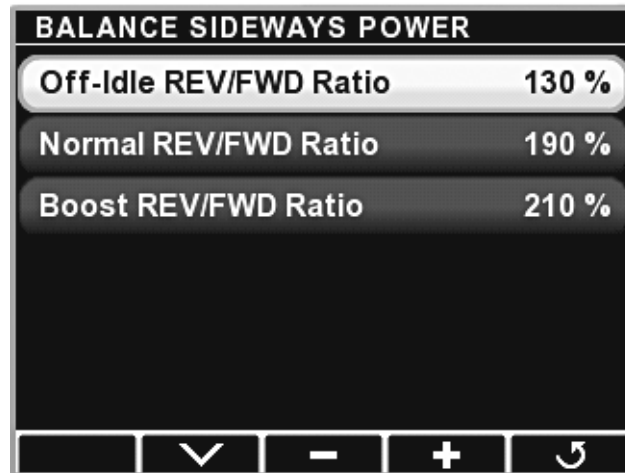 BALANCE SIDEWAYS POWER
Off-Idle REV/FWD Ratio 130 %
Normal REV/FWD Ratio 190 %
Boost REV/FWD Ratio 210 %